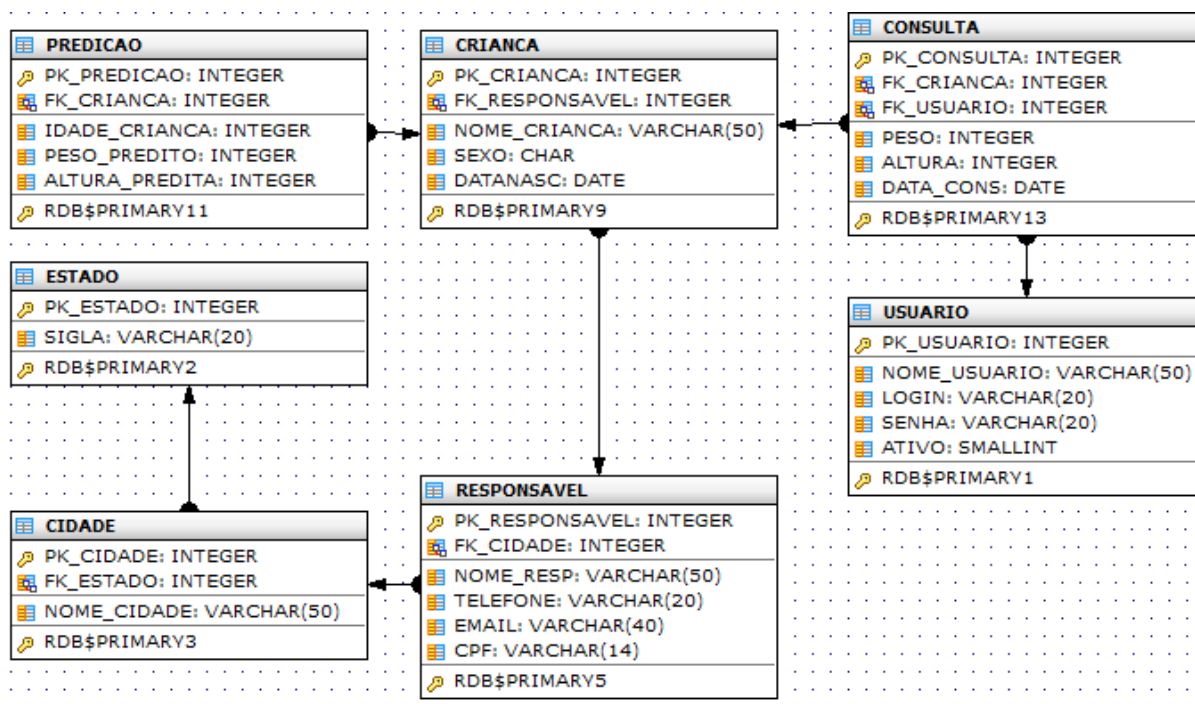 PREDICAO
PK_PREDICAO: INTEGER
FK_CRIANCA: INTEGER
IDADE_CRIANCA: INTEGER
PESO_PREDITO: INTEGER
ALTURA_PREDITA: INTEGER
RDB$PRIMARY11
CRIANCA
PK_CRIANCA: INTEGER
FK_RESPONSAVEL: INTEGER
NOME_CRIANCA: VARCHAR(50)
SEXO: CHAR
DATANASC: DATE
RDB$PRIMARY9
CONSULTA
PK_CONSULTA: INTEGER
FK_CRIANCA: INTEGER
FK_USUARIO: INTEGER
PESO: INTEGER
ALTURA: INTEGER
DATA_CONS: DATE
RDB$PRIMARY13
ESTADO
PK_ESTADO: INTEGER
SIGLA: VARCHAR(20)
RDB$PRIMARY2
USUARIO
PK_USUARIO: INTEGER
NOME_USUARIO: VARCHAR(50)
LOGIN: VARCHAR(20)
SENHA: VARCHAR(20)
ATIVO: SMALLINT
RDB$PRIMARY1
CIDADE
PK_CIDADE: INTEGER
FK_ESTADO: INTEGER
NOME_CIDADE: VARCHAR(50)
RDB$PRIMARY3
RESPONSAVEL
PK_RESPONSAVEL: INTEGER
FK_CIDADE: INTEGER
NOME_RESP: VARCHAR(50)
TELEFONE: VARCHAR(20)
EMAIL: VARCHAR(40)
CPF: VARCHAR(14)
RDB$PRIMARY5